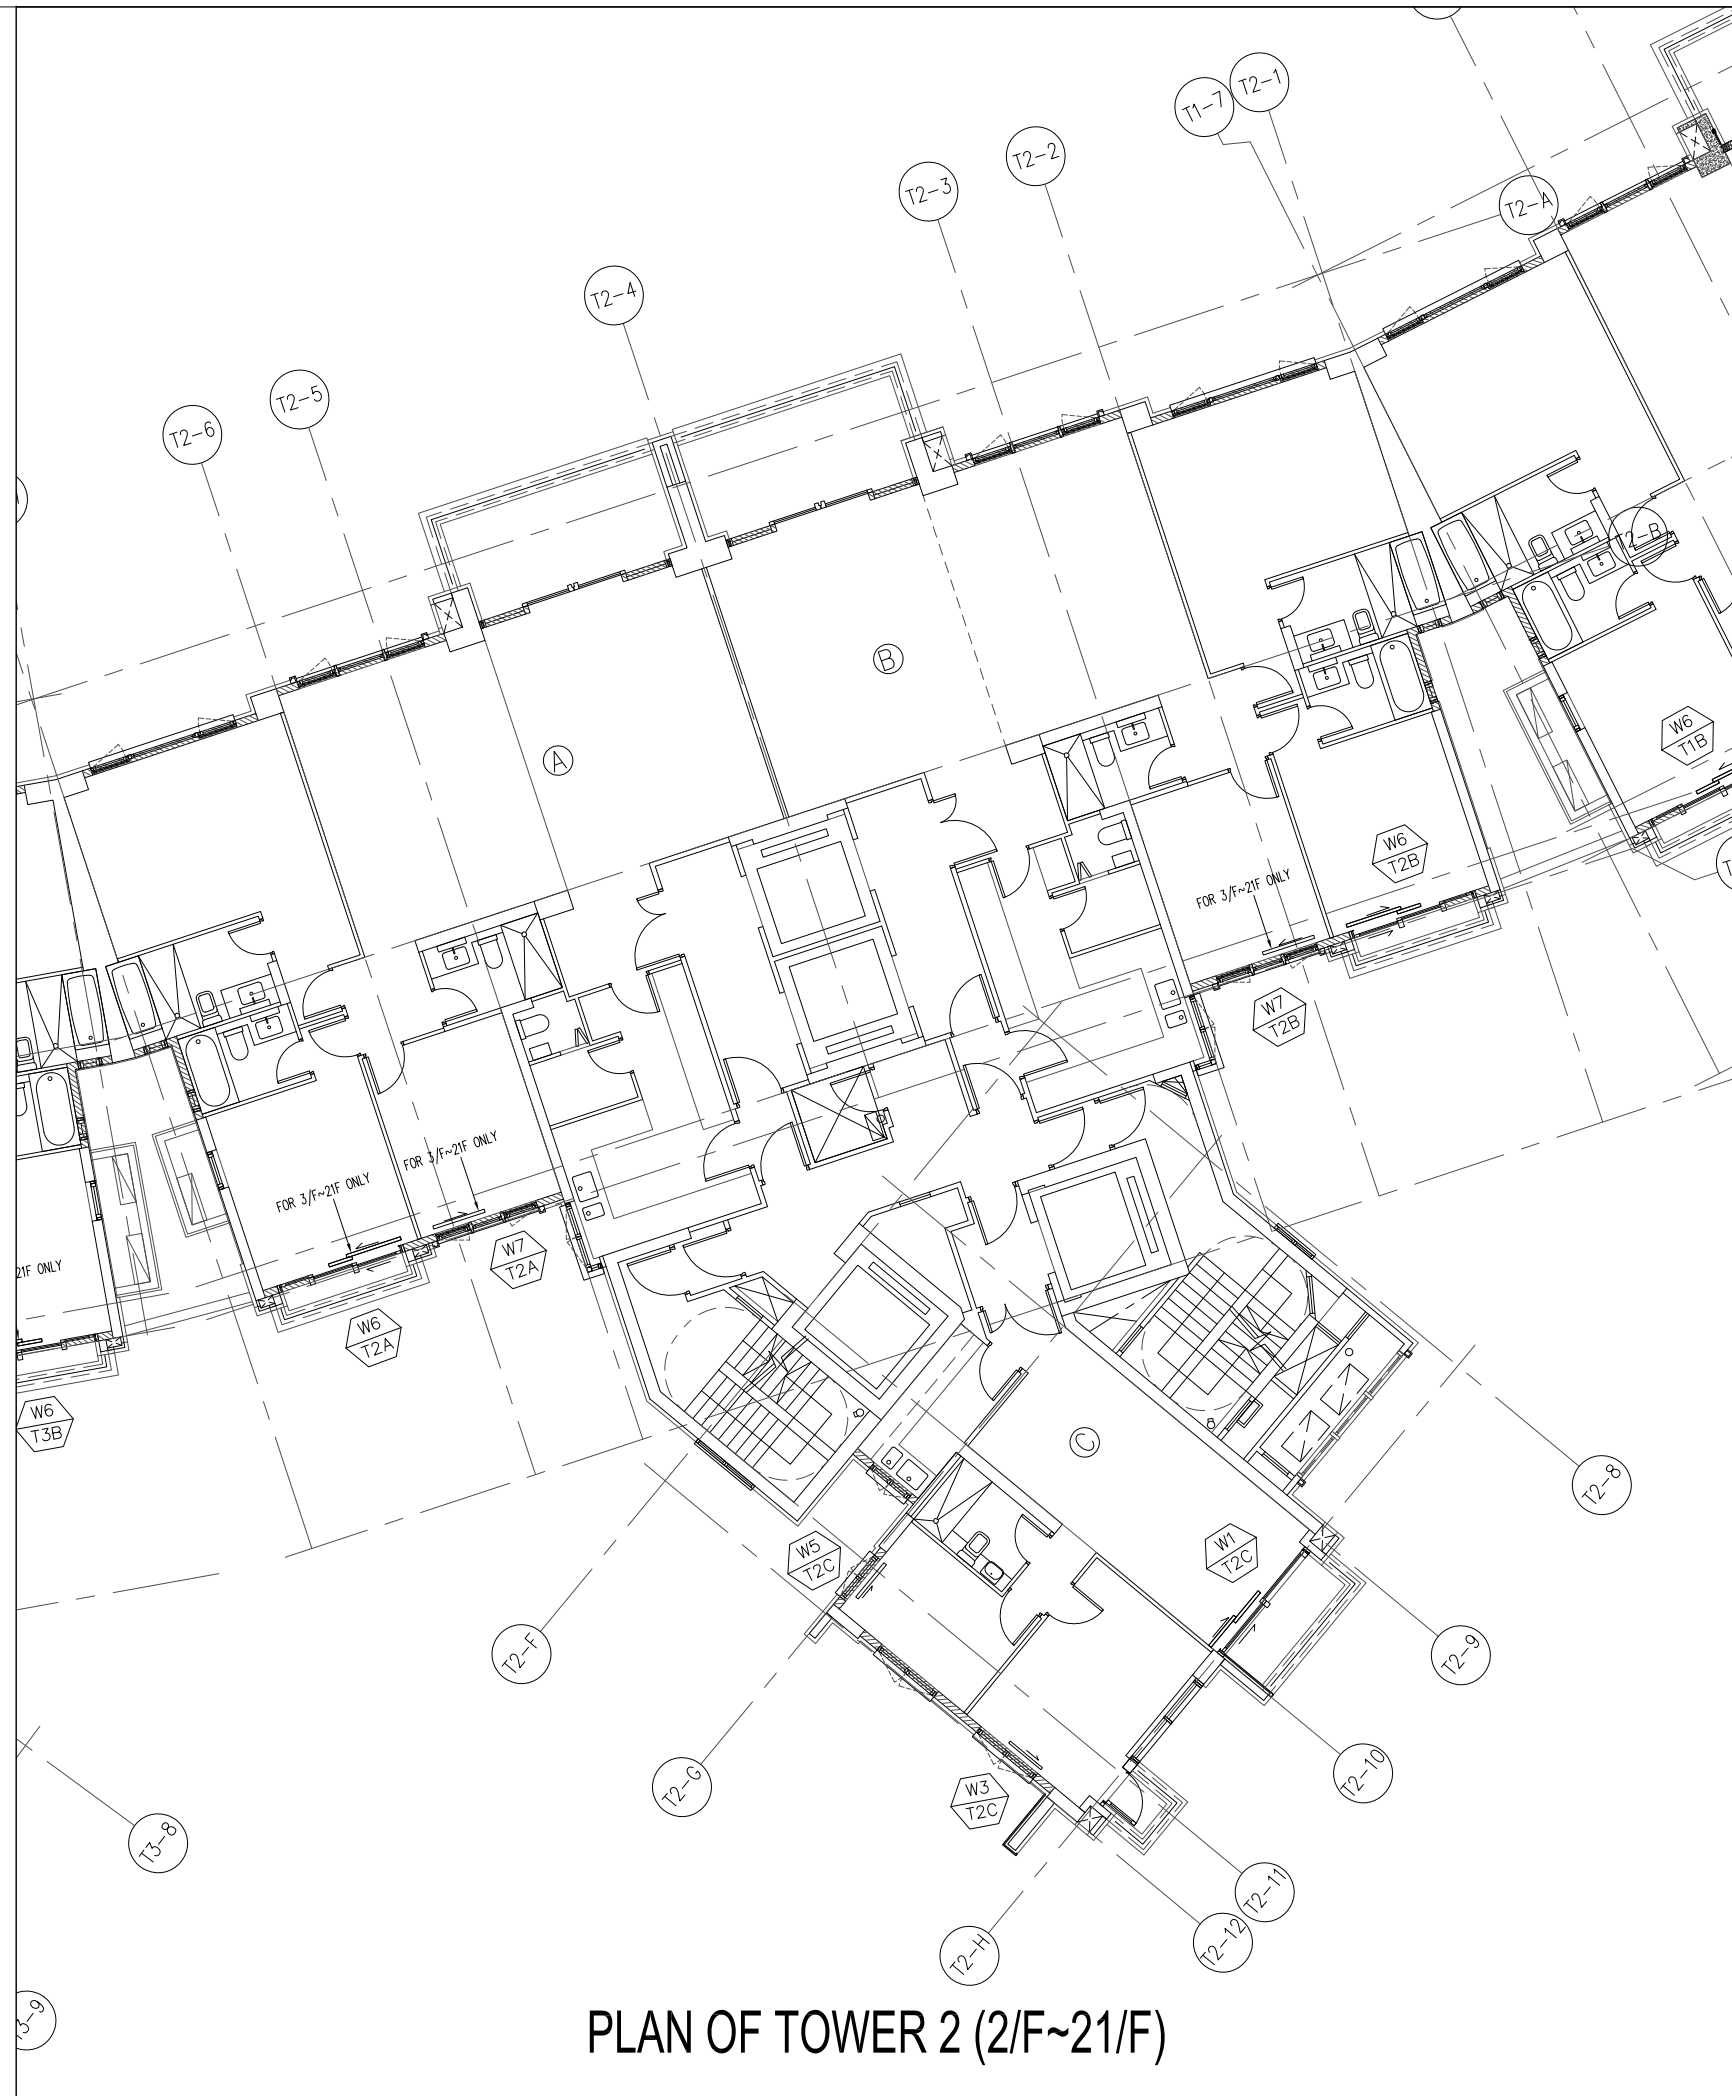 T2-1
T1-7
T2-2
T2-3
T2-A
T2-4
T2-5
T2-6
2-B
B
A
W6
T1B
W6
T2B
FOR 3/F~21F ONLY
W7
T2B
FOR 3/F~21F ONLY
FOR 3/F~21F ONLY
21F ONLY
W7
T2A
W6
T2A
W6
T3B
C
T2-8
W5
T2C
W1
T2C
T2-F
T2-9
T2-G
T2-10
W3
T2C
T3-8
T2-11
T2-12
T2-H
3-9
PLAN OF TOWER 2 (2/F~21/F)